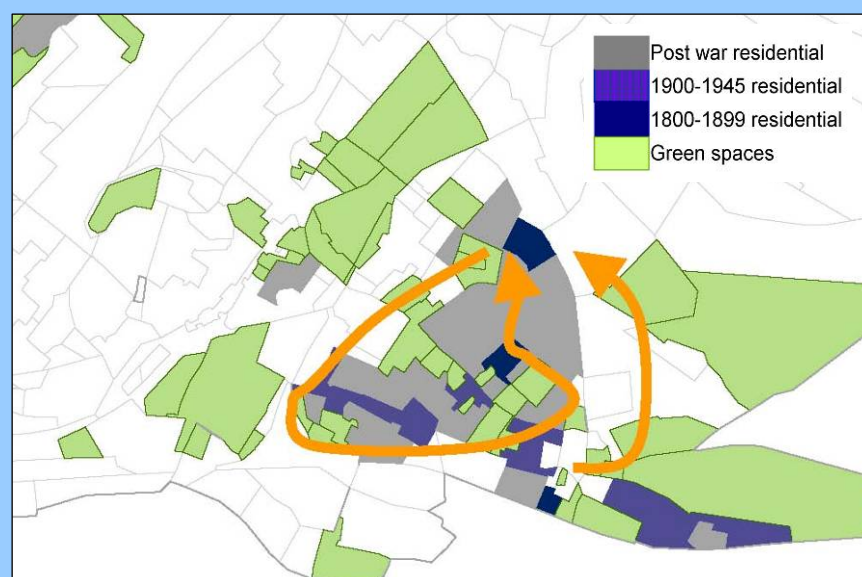 Post war residential
1900-1945 residential
1800-1899 residential
Green spaces